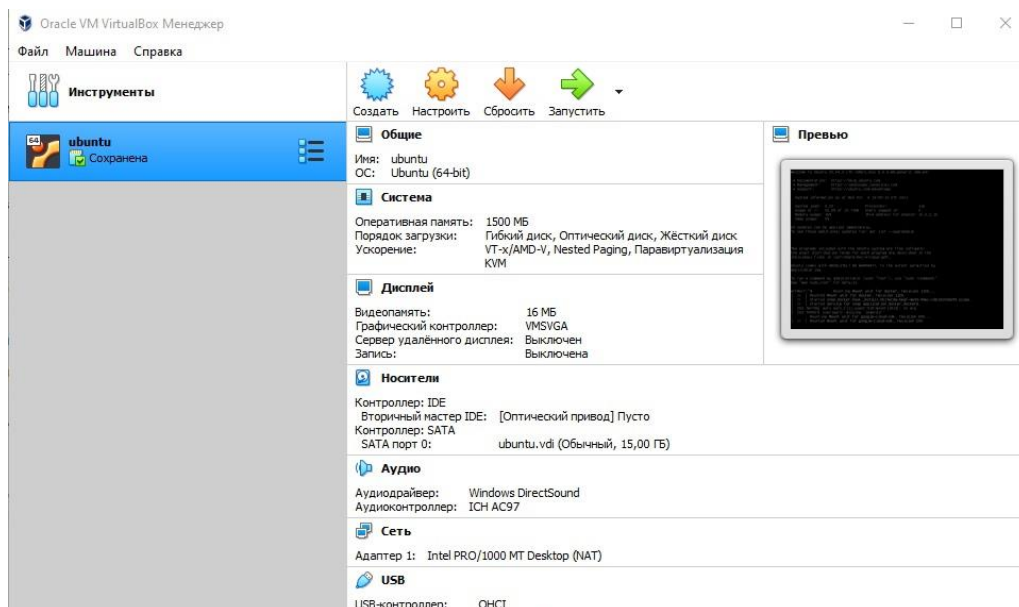 Oracle VM VirtualBox Менеджер
Файл Машина Справка
Инструменты
Создать Настроить Сбросить Запустить
64
ubuntu
Сохранена
Общие
Имя: ubuntu
ОС: Ubuntu (64-bit)
Система
Оперативная память: 1500 МБ
Порядок загрузки: Гибкий диск, Оптический диск, Жёсткий диск
Ускорение: VT-x/AMD-V, Nested Paging, Паравиртуализация
KVM
Дисплей
Видеопамять: 16 МБ
Графический контроллер: VMSVGA
Сервер удалённого дисплея: Выключен
Запись: Выключена
Превью
Носители
Контроллер: IDE
Вторичный мастер IDE: [Оптический привод] Пусто
Контроллер: SATA
SATA порт 0: ubuntu.vdi (Обычный, 15,00 ГБ)
Аудио
Аудиодрайвер: Windows DirectSound
Аудиоконтроллер: ICH AC97
Сеть
Адаптер 1: Intel PRO/1000 MT Desktop (NAT)
USB
USB-контроллер: OHCI